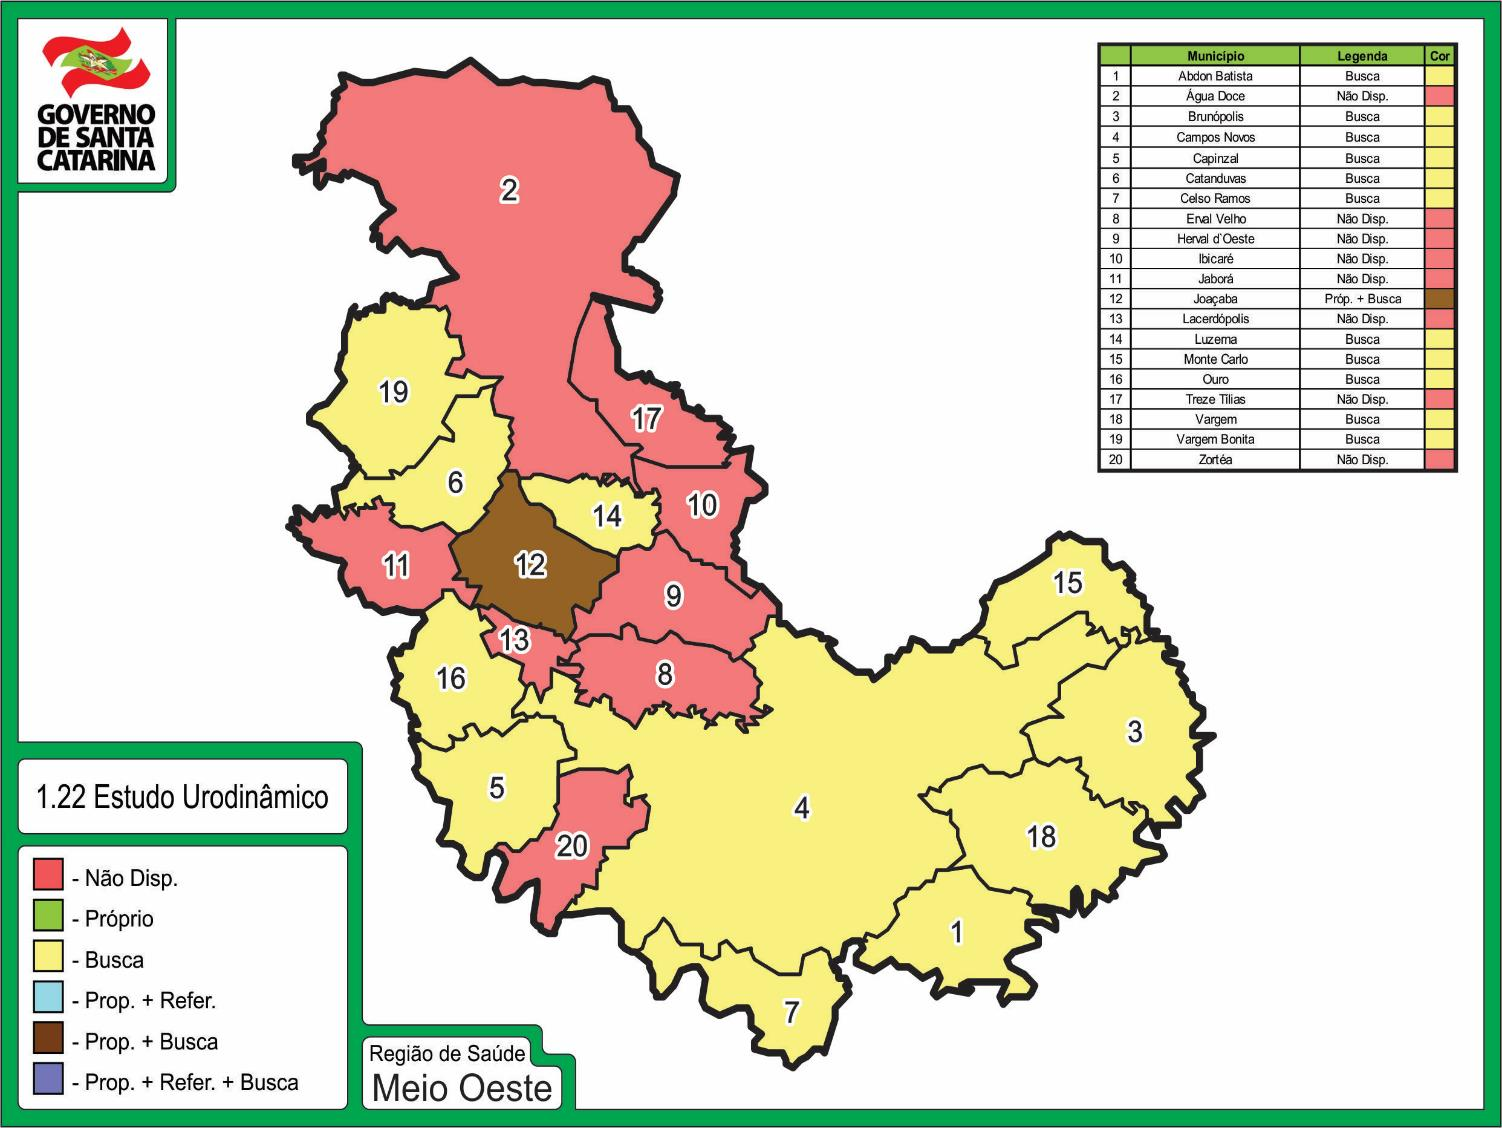 GOVERNO
DE SANTA
CATARINA
Município Legenda Cor
1 Abdon Batista Busca
2 Água Doce Não Disp.
3 Brunópolis Busca
4 Campos Novos Busca
5 Capinzal Busca
6 Catanduvas Busca
7 Celso Ramos Busca
8 Erval Velho Não Disp.
9 Herval d`Oeste Não Disp.
10 Ibicaré Não Disp.
11 Jaborá Não Disp.
12 Joaçaba Próp. + Busca
13 Lacerdópolis Não Disp.
14 Luzerna Busca
15 Monte Carlo Busca
16 Ouro Busca
17 Treze Tílias Não Disp.
18 Vargem Busca
19 Vargem Bonita Busca
20 Zortéa Não Disp.
2
19
17
6
14
10
12
11
9
15
13
16
8
3
5
4
20
18
1
7
1.22 Estudo Urodinâmico
- Não Disp.
- Próprio
- Busca
- Prop. + Refer.
- Prop. + Busca
- Prop. + Refer. + Busca
Região de Saúde
Meio Oeste